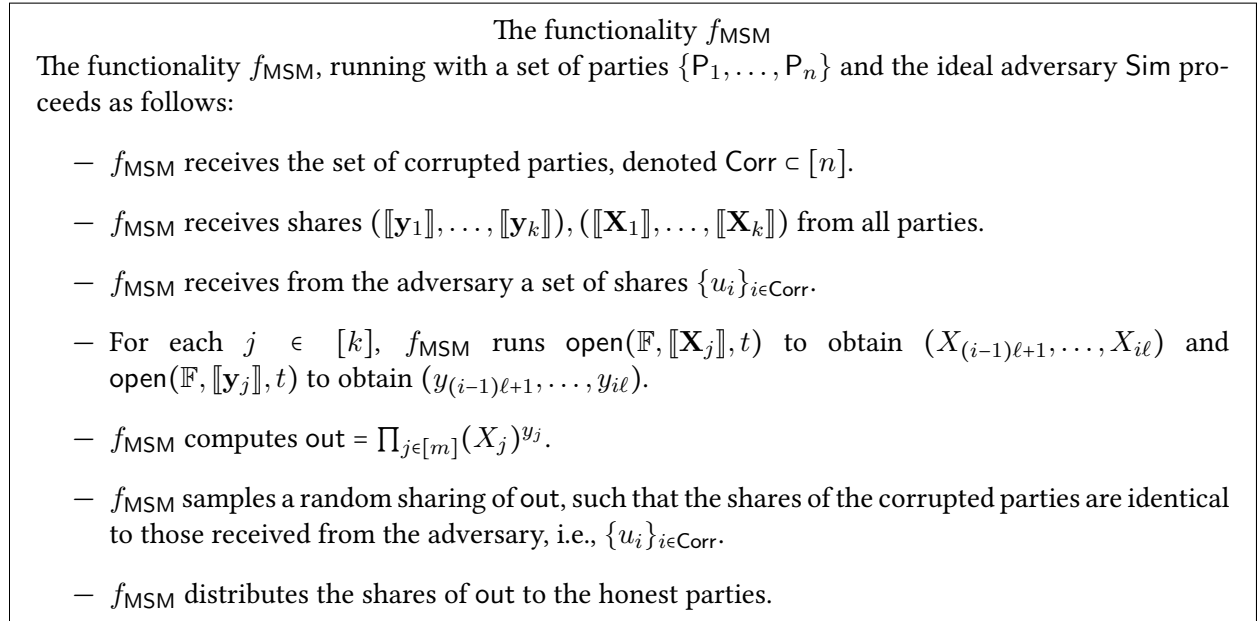 The functionality f_MSM
The functionality f_MSM, running with a set of parties {P_1, . . . , P_n} and the ideal adversary Sim pro-
ceeds as follows:
– f_MSM receives the set of corrupted parties, denoted Corr ⊂ [n].
– f_MSM receives shares (⟦y_1⟧, . . . , ⟦y_k⟧), (⟦X_1⟧, . . . , ⟦X_k⟧) from all parties.
– f_MSM receives from the adversary a set of shares {u_i}_{i∈Corr}.
– For each j ∈ [k], f_MSM runs open(𝔽, ⟦X_j⟧, t) to obtain (X_{(i−1)ℓ+1}, . . . , X_{iℓ}) and
open(𝔽, ⟦y_j⟧, t) to obtain (y_{(i−1)ℓ+1}, . . . , y_{iℓ}).
– f_MSM computes out = ∏_{j∈[m]}(X_j)^{y_j}.
– f_MSM samples a random sharing of out, such that the shares of the corrupted parties are identical
to those received from the adversary, i.e., {u_i}_{i∈Corr}.
– f_MSM distributes the shares of out to the honest parties.